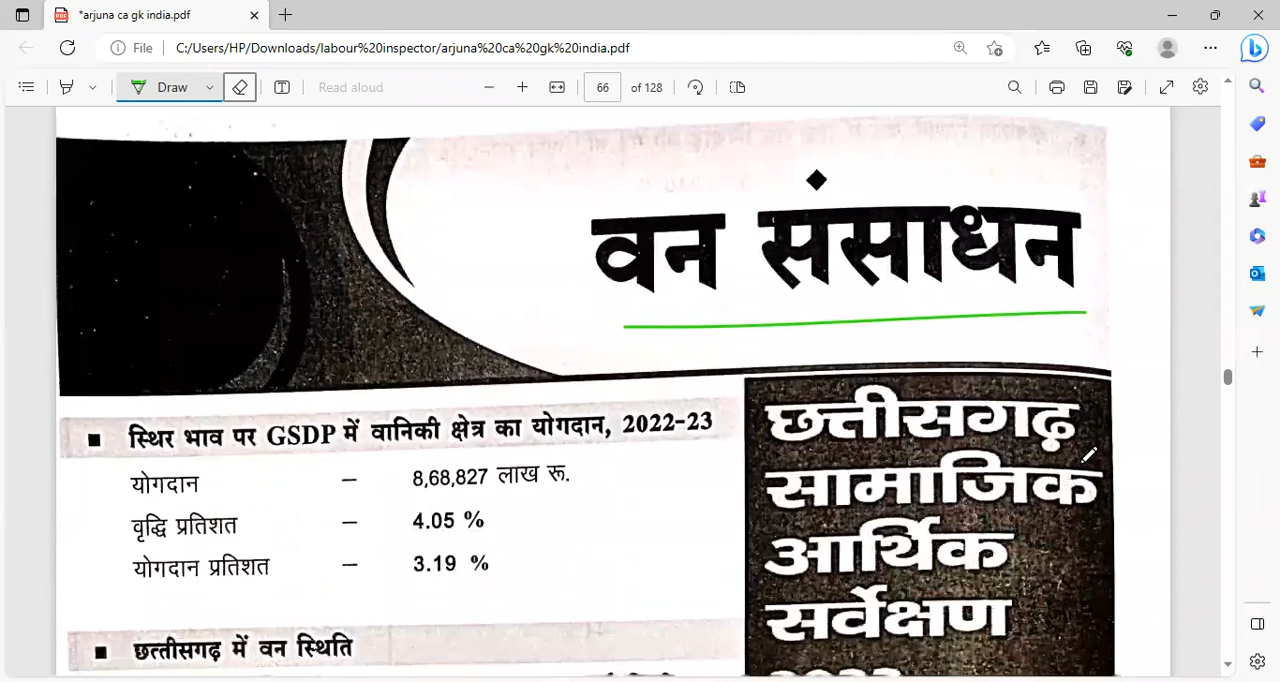 *arjuna ca gk india.pdf
File
C:/Users/HP/Downloads/labour%20inspector/arjuna%20ca%20gk%20india.pdf
Draw
Read aloud
66 of 128
वन संसाधन
स्थिर भाव पर GSDP में वानिकी क्षेत्र का योगदान, 2022-23
योगदान — 8,68,827 लाख रू.
वृद्धि प्रतिशत — 4.05 %
योगदान प्रतिशत — 3.19 %
छत्तीसगढ़ में वन स्थिति
छत्तीसगढ़
सामाजिक
आर्थिक
सर्वेक्षण